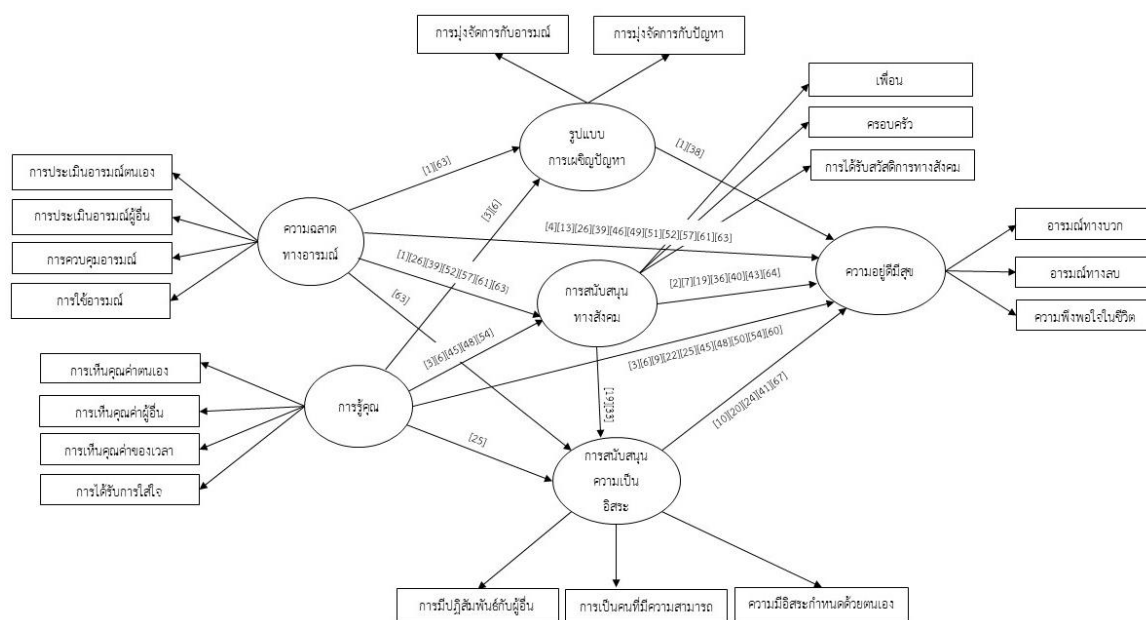 การมุ่งจัดการกับอารมณ์
การมุ่งจัดการกับปัญหา
เพื่อน
ครอบครัว
การได้รับสวัสดิการทางสังคม
รูปแบบ
การเผชิญปัญหา
[1][63]
[1][38]
การประเมินอารมณ์ตนเอง
การประเมินอารมณ์ผู้อื่น
การควบคุมอารมณ์
การใช้อารมณ์
ความฉลาด
ทางอารมณ์
[3][6]
[4][13][26][39][46][49][51][52][57][61][63]
[1][26][39][52][57][61][63]
[63]
การสนับสนุน
ทางสังคม
[2][7][19][36][40][43][64]
ความอยู่ดีมีสุข
อารมณ์ทางบวก
อารมณ์ทางลบ
ความพึงพอใจในชีวิต
[3][6][45][48][54]
[3][6][9][22][25][45][48][50][54][60]
การเห็นคุณค่าตนเอง
การเห็นคุณค่าผู้อื่น
การเห็นคุณค่าของเวลา
การได้รับการใส่ใจ
การรู้คุณ
[25]
[19][33]
[10][20][24][41][67]
การสนับสนุน
ความเป็น
อิสระ
การมีปฏิสัมพันธ์กับผู้อื่น
การเป็นคนที่มีความสามารถ
ความมีอิสระกำหนดด้วยตนเอง